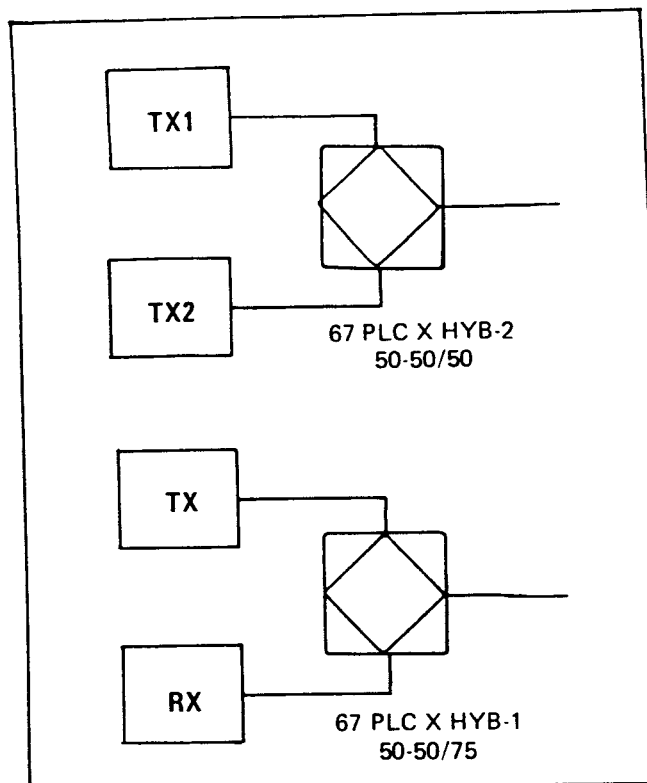 TX1
TX2
67 PLC X HYB-2
50-50/50
TX
RX
67 PLC X HYB-1
50-50/75